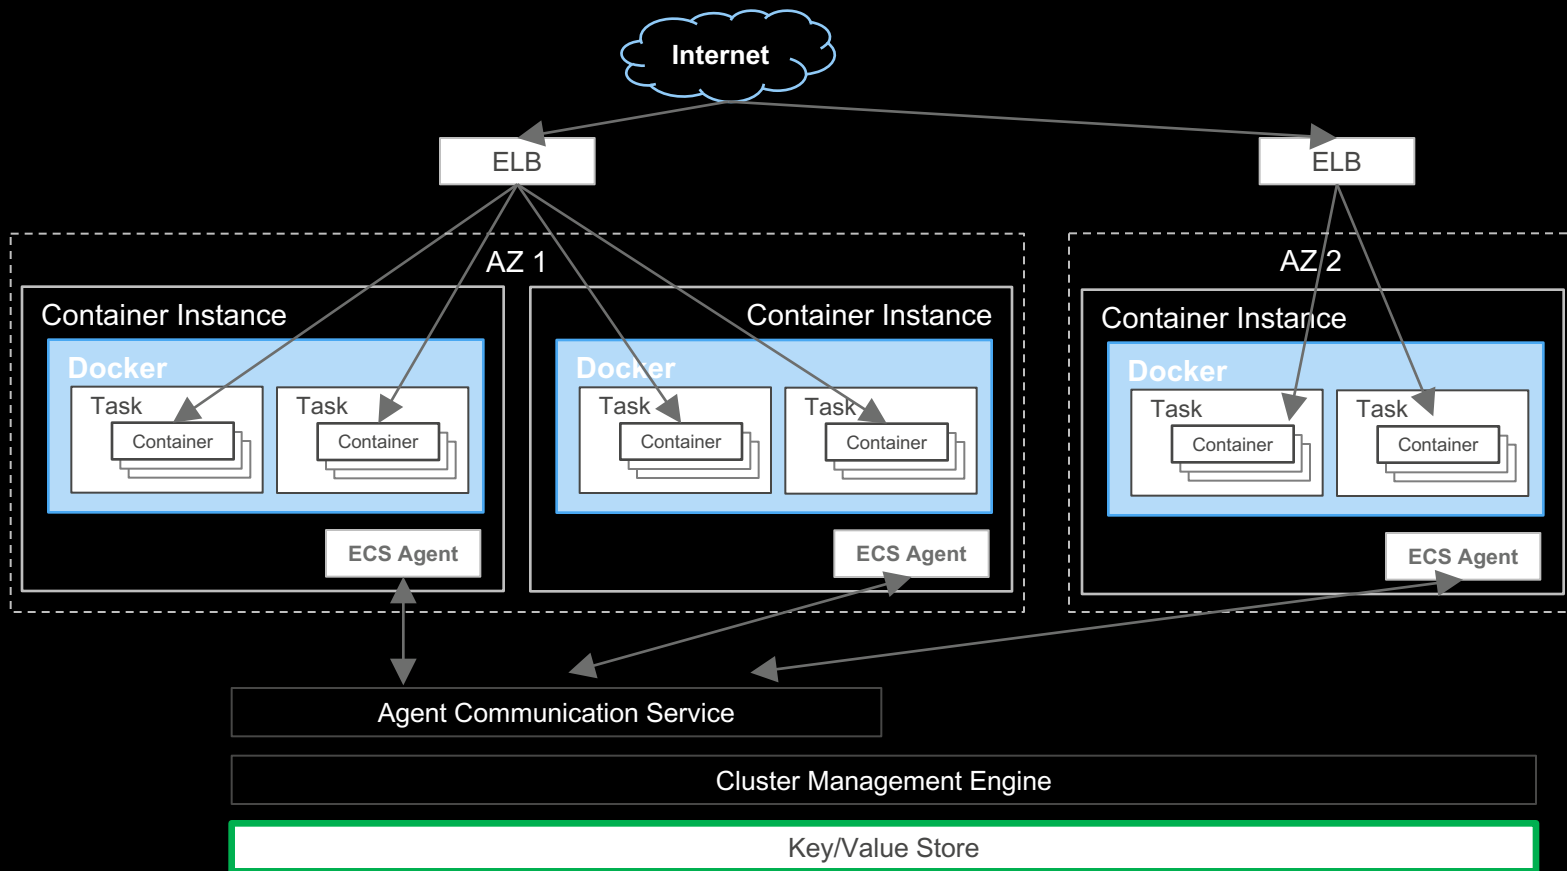 Internet
ELB
ELB
AZ 1
AZ 2
Container Instance
Container Instance
Container Instance
Docker
Docker
Docker
Task
Task
Task
Task
Task
Task
Container
Container
Container
Container
Container
Container
ECS Agent
ECS Agent
ECS Agent
Agent Communication Service
Cluster Management Engine
Key/Value Store